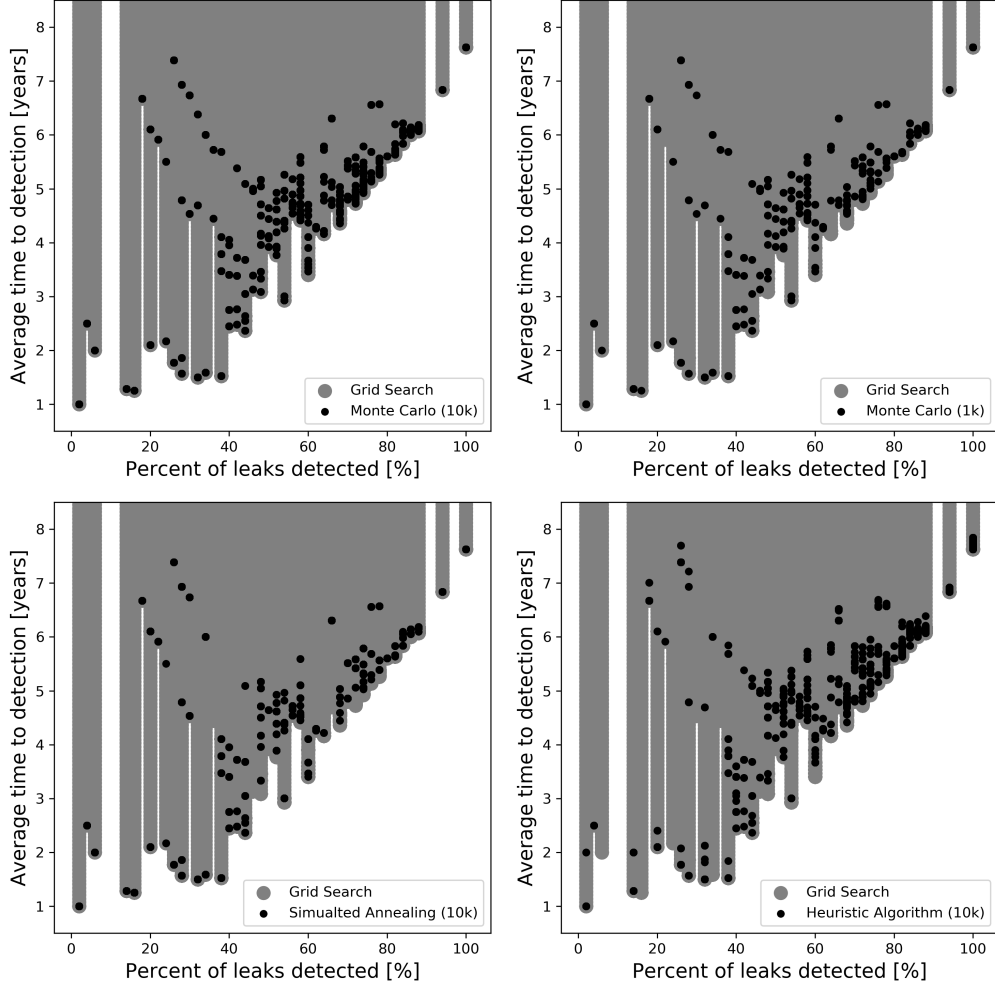 8
7
6
5
4
3
2
1
Average time to detection [years]
0 20 40 60 80 100
Percent of leaks detected [%]
Grid Search
Monte Carlo (10k)
8
7
6
5
4
3
2
1
Average time to detection [years]
0 20 40 60 80 100
Percent of leaks detected [%]
Grid Search
Monte Carlo (1k)
8
7
6
5
4
3
2
1
Average time to detection [years]
0 20 40 60 80 100
Percent of leaks detected [%]
Grid Search
Simualted Annealing (10k)
8
7
6
5
4
3
2
1
Average time to detection [years]
0 20 40 60 80 100
Percent of leaks detected [%]
Grid Search
Heuristic Algorithm (10k)